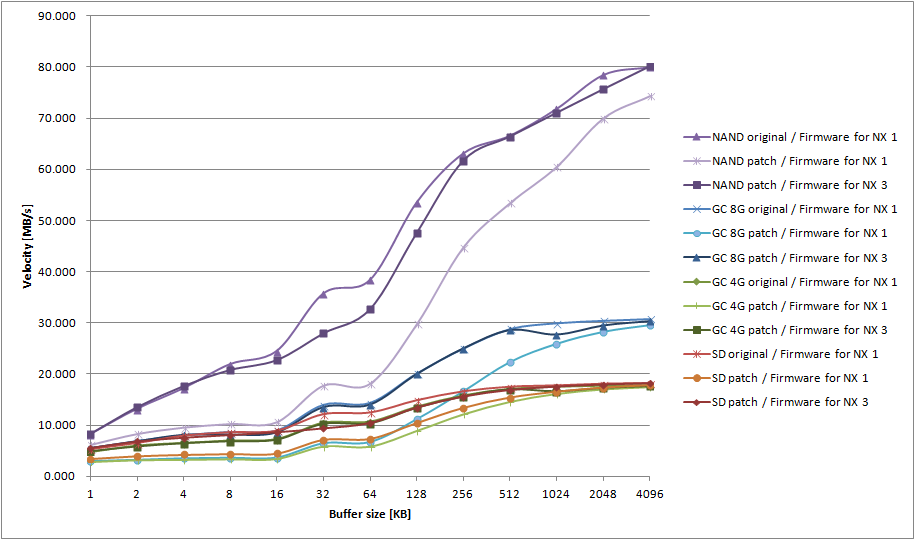 90.000
80.000
70.000
60.000
50.000
40.000
30.000
20.000
10.000
0.000
Velocity [MB/s]
1 2 4 8 16 32 64 128 256 512 1024 2048 4096
Buffer size [KB]
NAND original / Firmware for NX 1
NAND patch / Firmware for NX 1
NAND patch / Firmware for NX 3
GC 8G original / Firmware for NX 1
GC 8G patch / Firmware for NX 1
GC 8G patch / Firmware for NX 3
GC 4G original / Firmware for NX 1
GC 4G patch / Firmware for NX 1
GC 4G patch / Firmware for NX 3
SD original / Firmware for NX 1
SD patch / Firmware for NX 1
SD patch / Firmware for NX 3